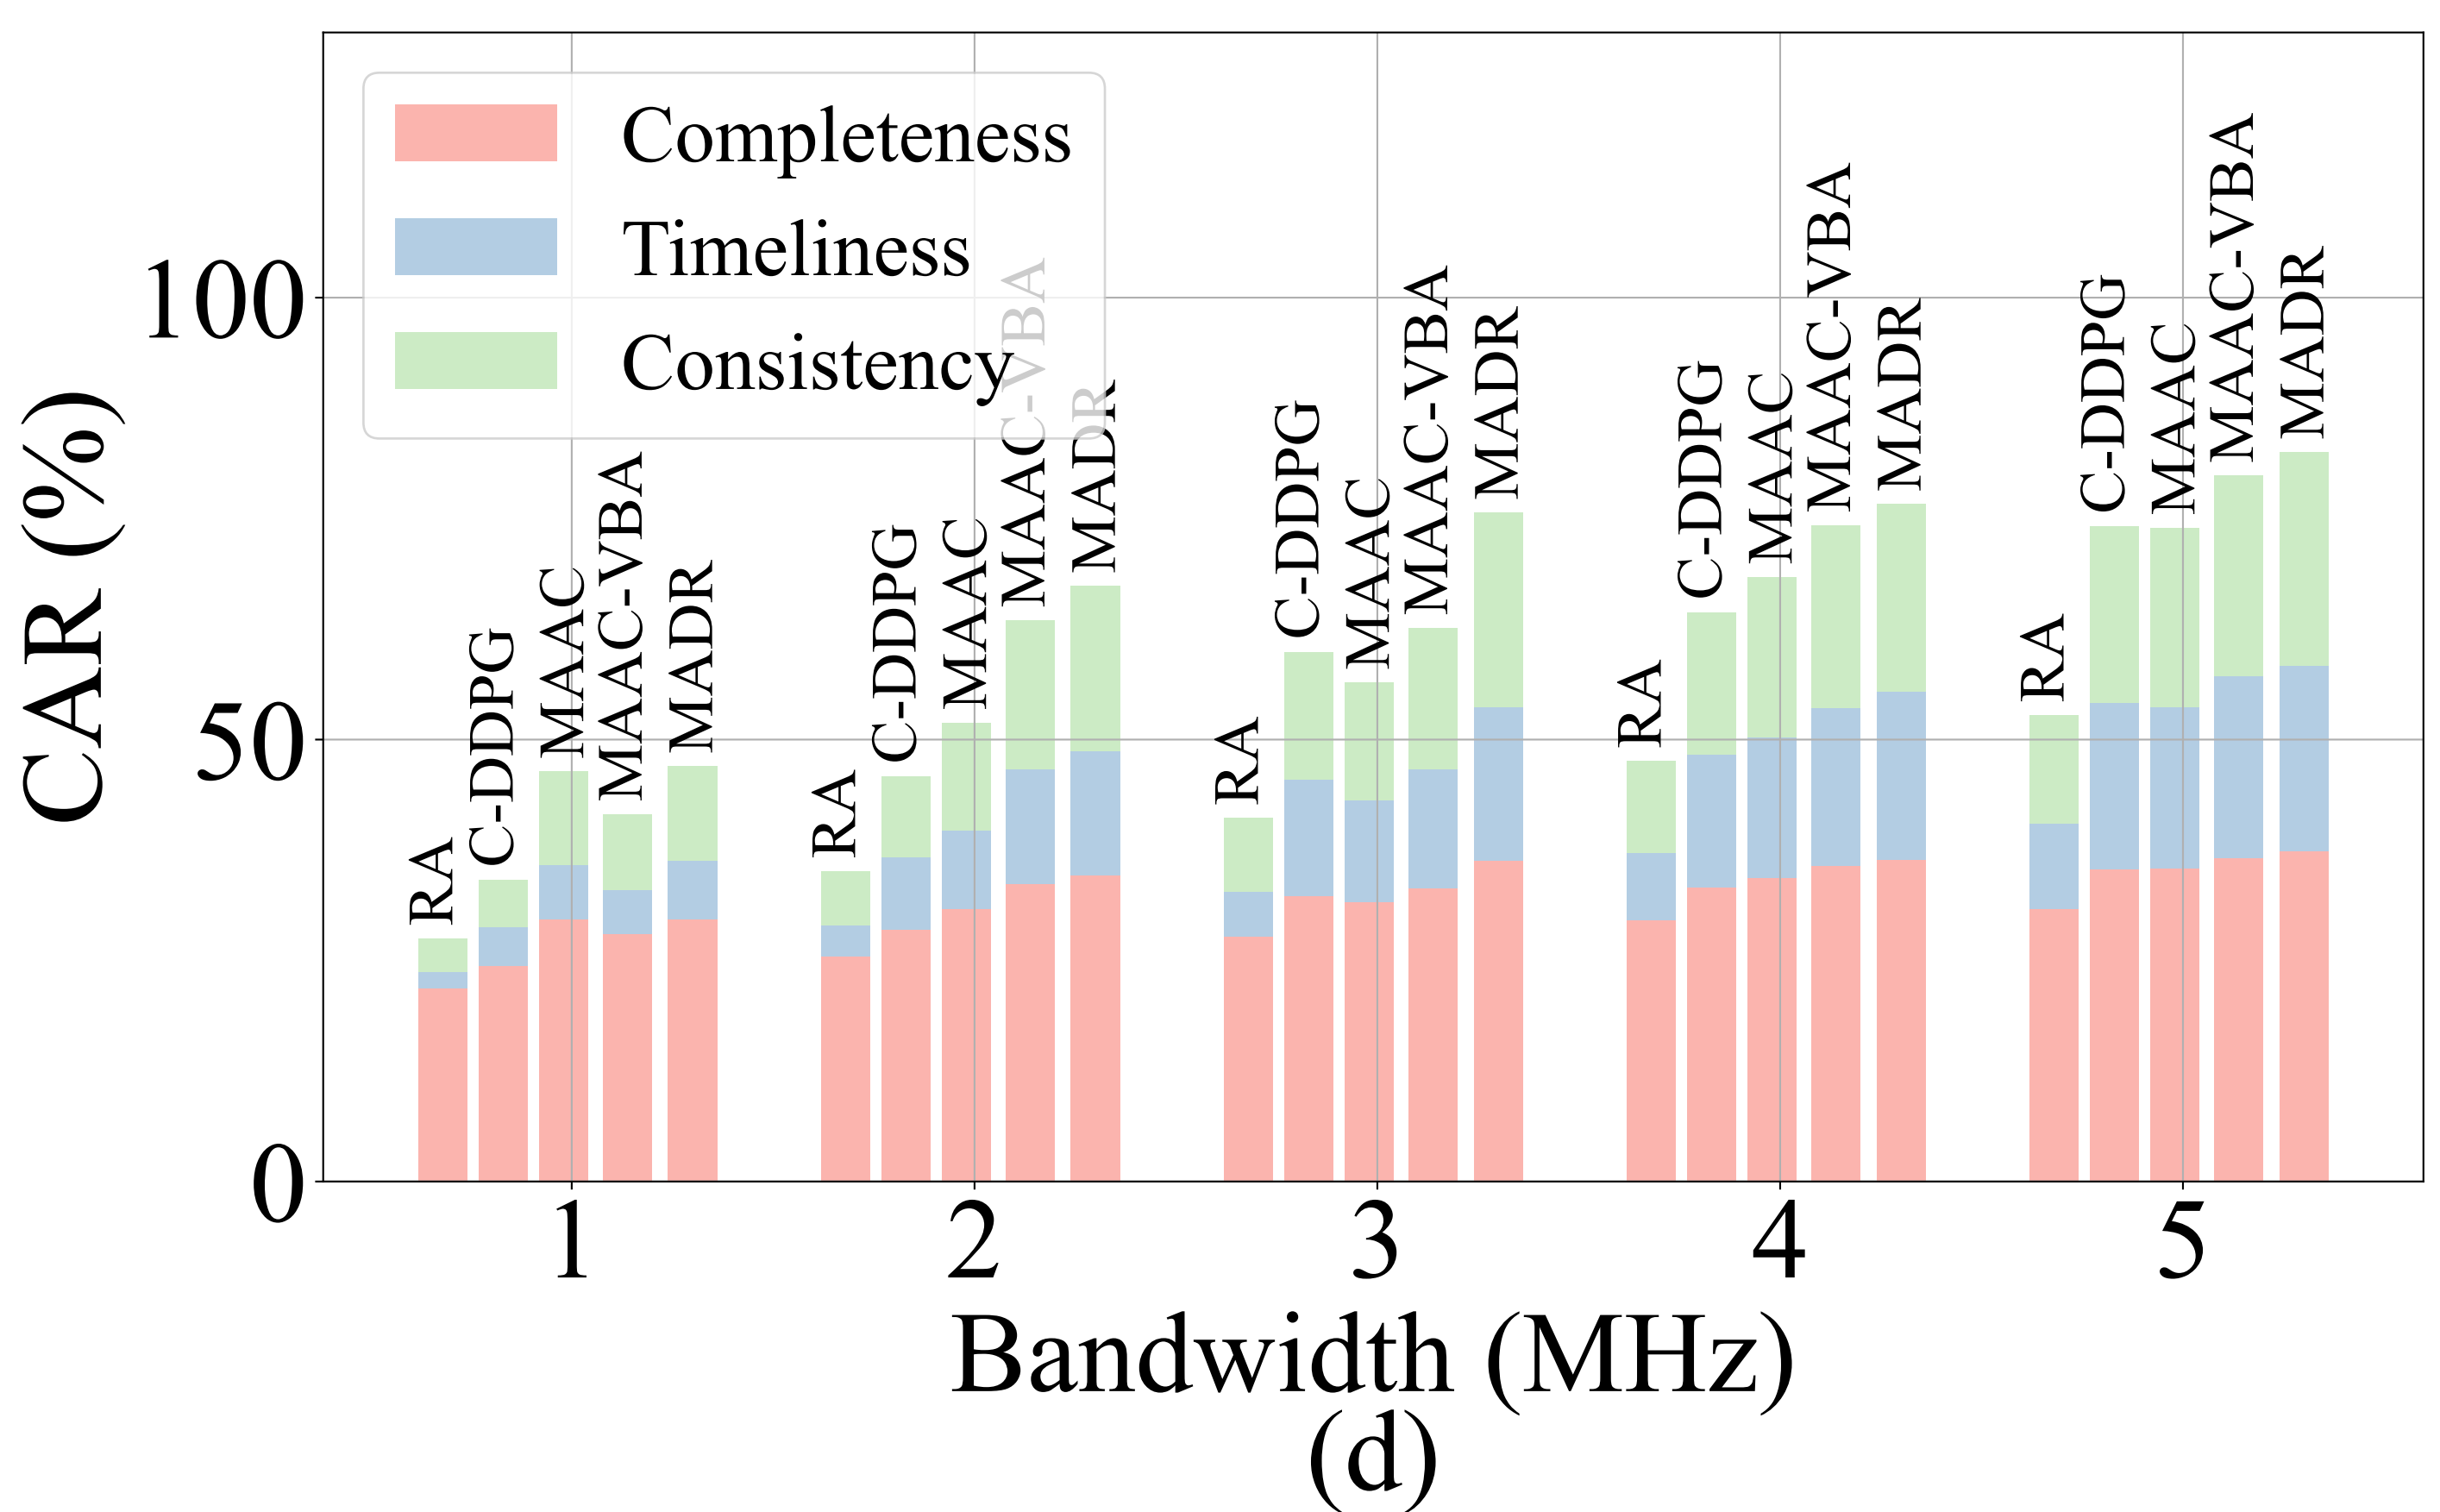 Completeness
Timeliness
Consistency
CAR (%)
100
50
0
RA
C-DDPG
MAAC
MAAC-VBA
MADR
RA
C-DDPG
MAAC
MAAC-VBA
MADR
RA
C-DDPG
MAAC
MAAC-VBA
MADR
RA
C-DDPG
MAAC
MAAC-VBA
MADR
RA
C-DDPG
MAAC
MAAC-VBA
MADR
1 2 3 4 5
Bandwidth (MHz)
(d)